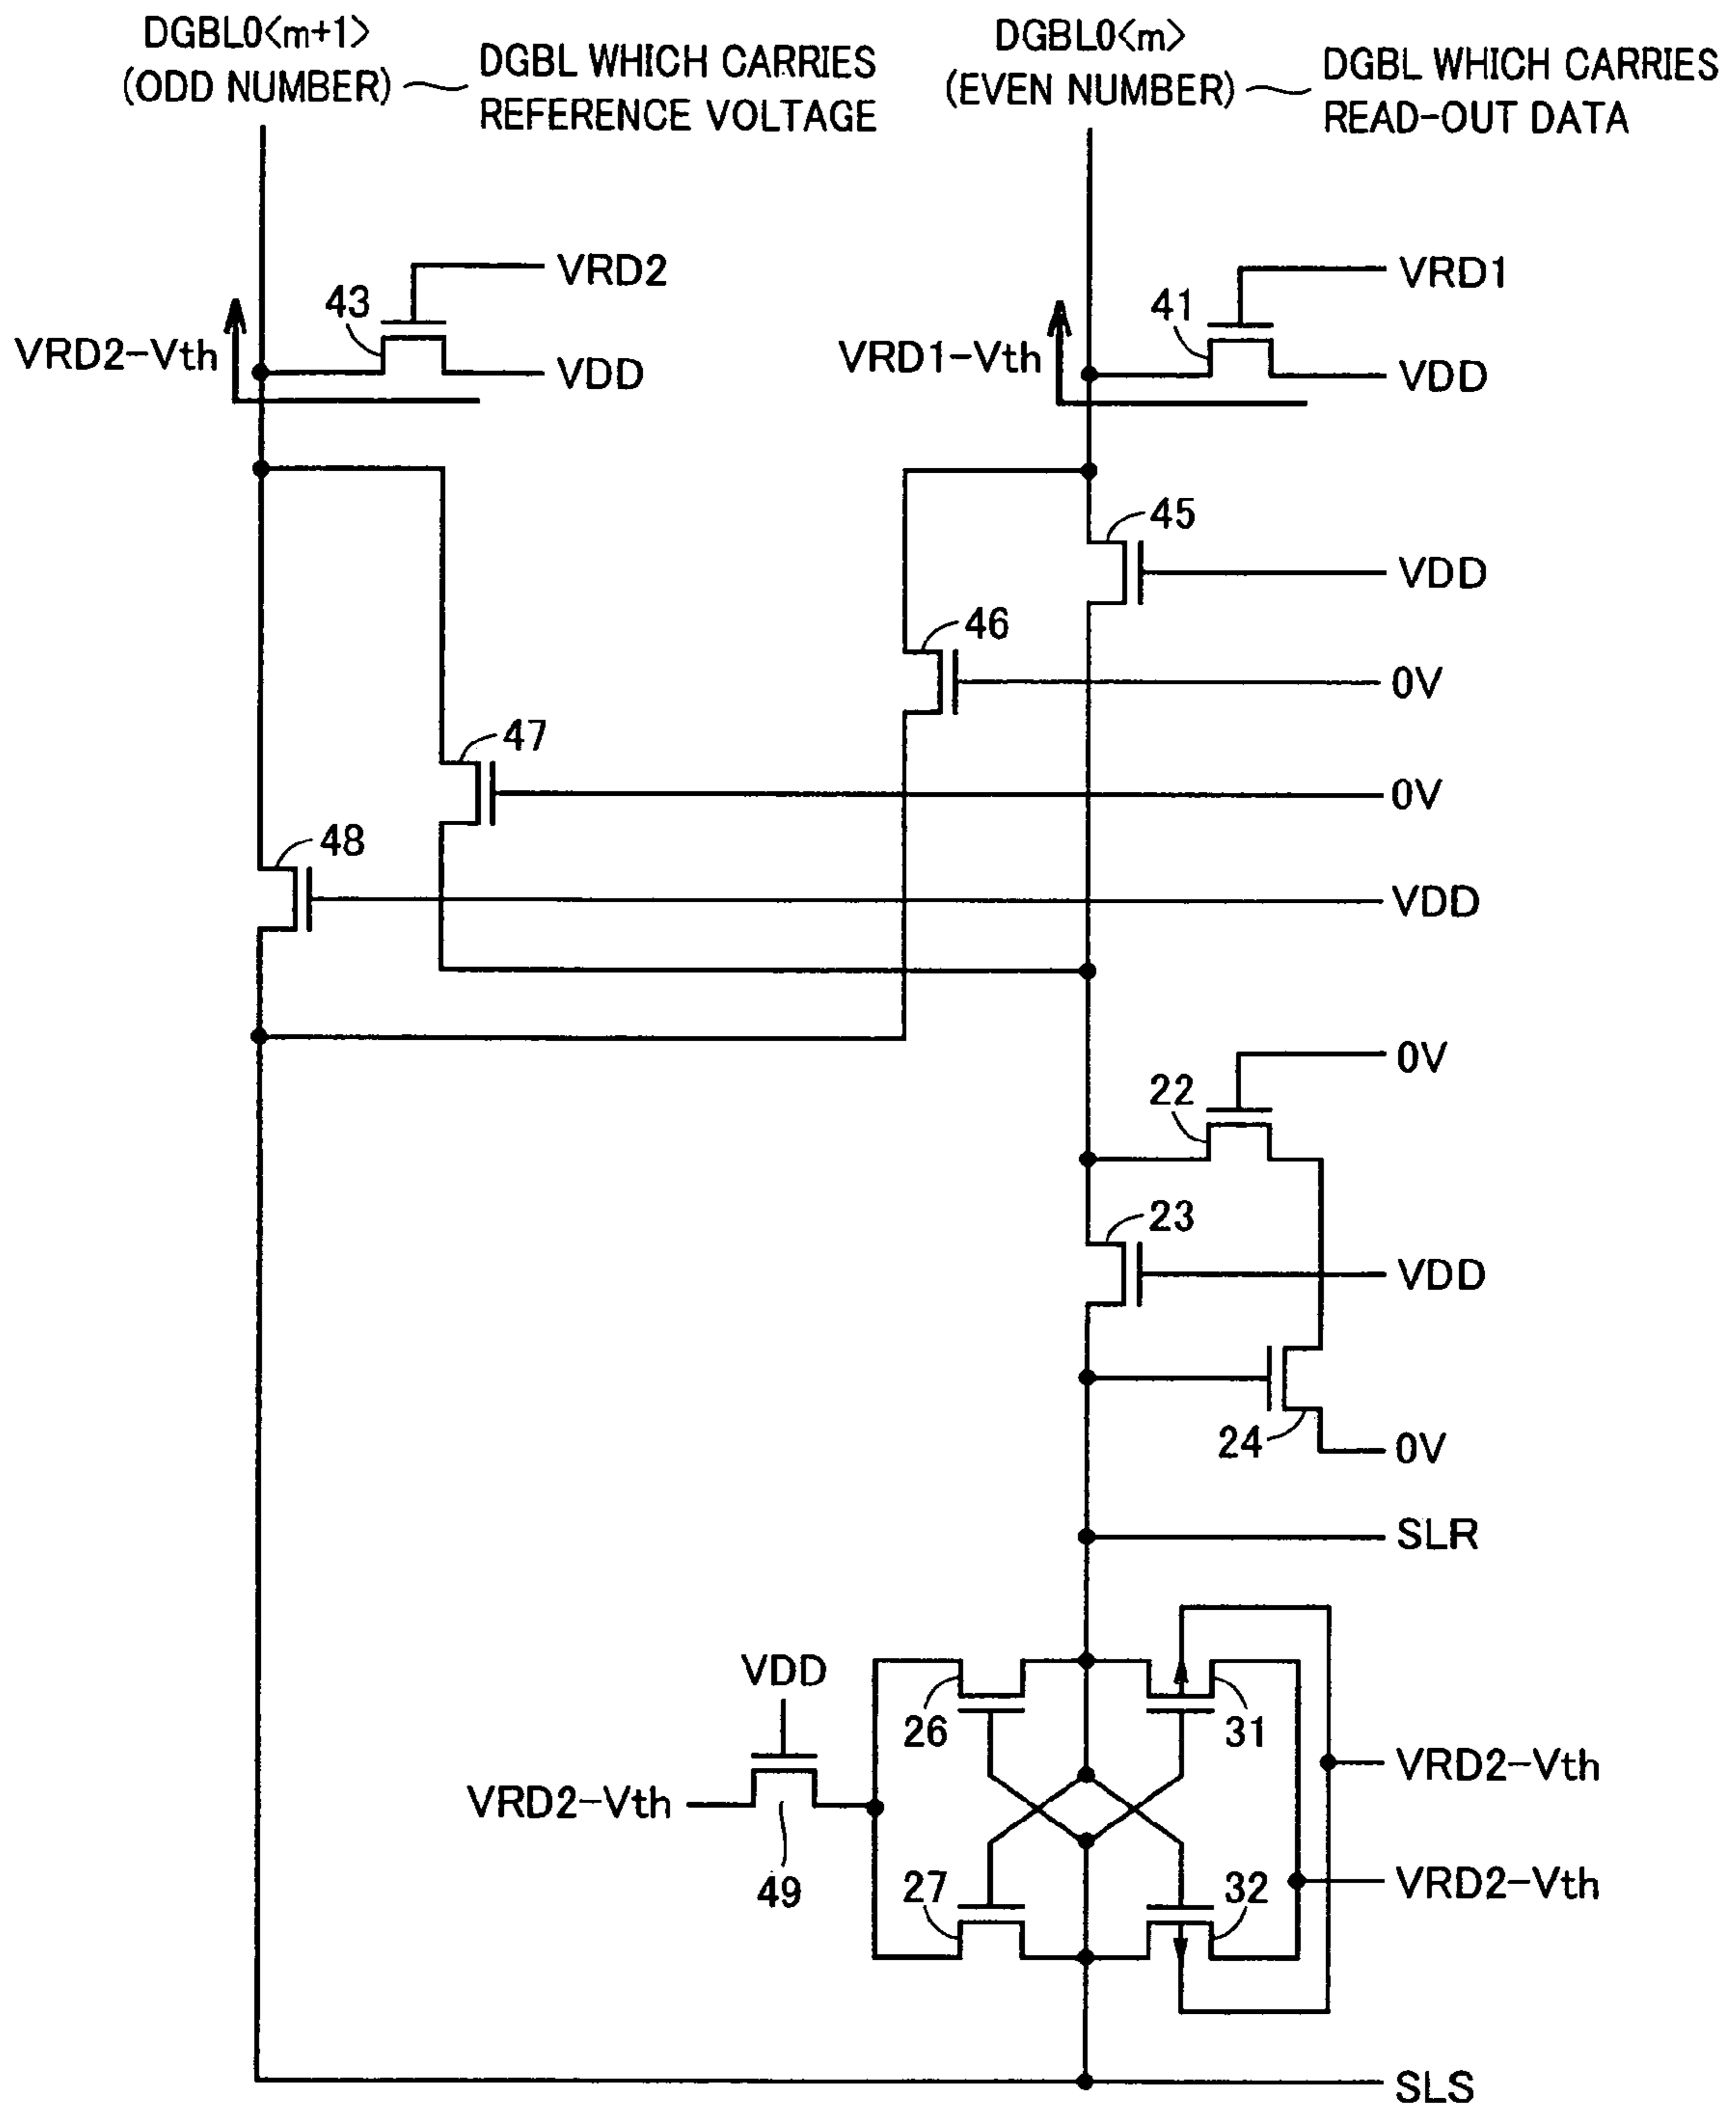 DGBL0<m+1>
(ODD NUMBER)
DGBL WHICH CARRIES
REFERENCE VOLTAGE
DGBL0<m>
(EVEN NUMBER)
DGBL WHICH CARRIES
READ-OUT DATA
VRD2
43
VRD2-Vth
VDD
VRD1
41
VRD1-Vth
VDD
45
VDD
46
0V
47
0V
48
VDD
0V
22
23
VDD
24
0V
SLR
VDD
26
31
VRD2-Vth
VRD2-Vth
49
27
32
VRD2-Vth
SLS